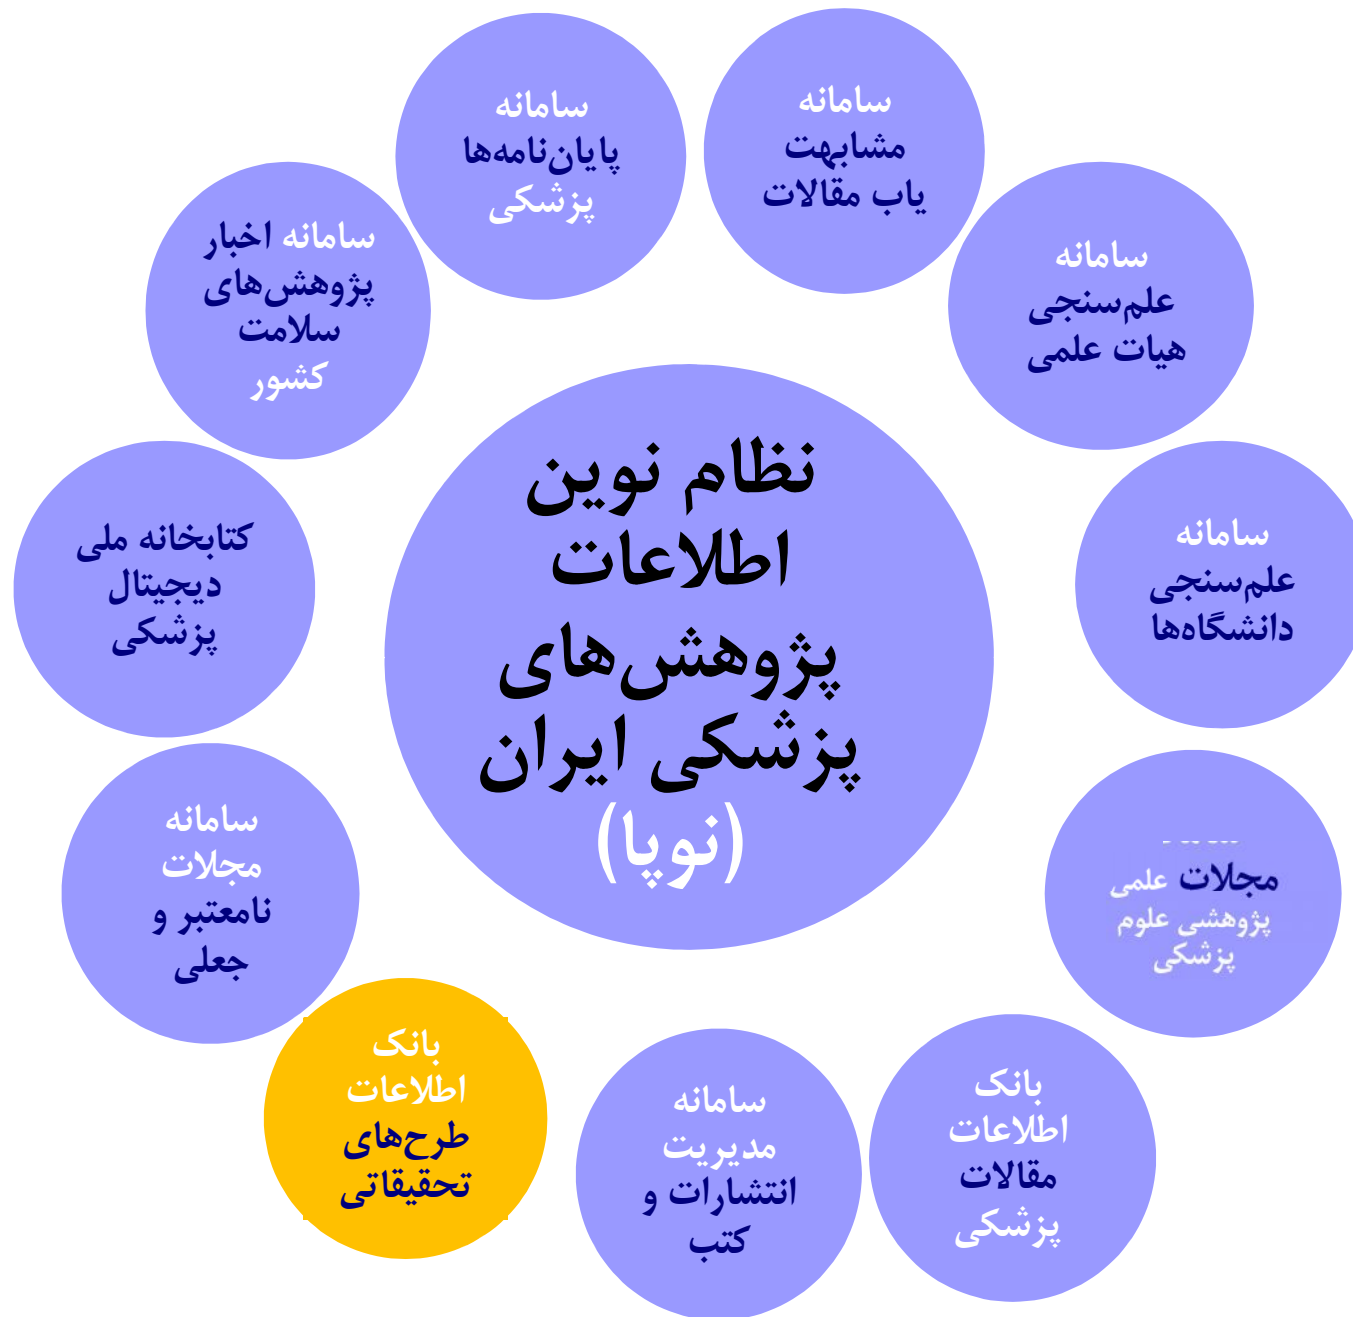 سامانه
مشابهت
یاب مقالات
سامانه
پایان‌نامه‌ها
پزشکی
سامانه
علم‌سنجی
هیات علمی
سامانه اخبار
پژوهش‌های
سلامت
کشور
نظام نوین
اطلاعات
پژوهش‌های
پزشکی ایران
(نوپا)
سامانه
علم‌سنجی
دانشگاه‌ها
کتابخانه ملی
دیجیتال
پزشکی
مجلات علمی
پژوهشی علوم
پزشکی
سامانه
مجلات
نامعتبر و
جعلی
بانک
اطلاعات
مقالات
پزشکی
سامانه
مدیریت
انتشارات و
کتب
بانک
اطلاعات
طرح‌های
تحقیقاتی